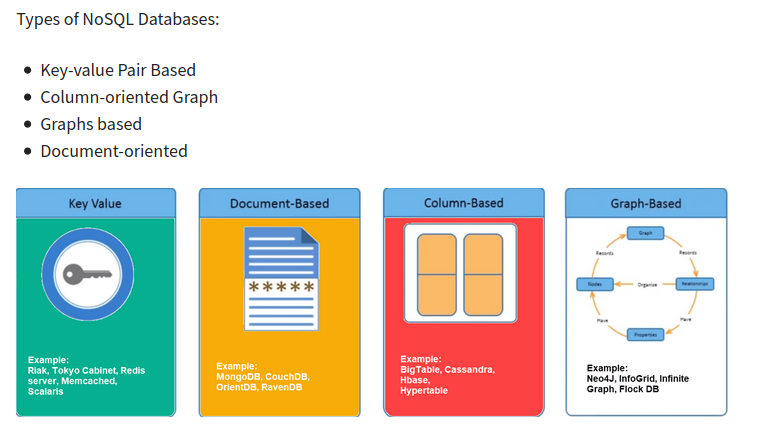 Types of NoSQL Databases:
Key-value Pair Based
Column-oriented Graph
Graphs based
Document-oriented
Key Value
Example:
Riak, Tokyo Cabinet, Redis
server, Memcached,
Scalaris
Document-Based
*****
Example:
MongoDB, CouchDB,
OrientDB, RavenDB
Column-Based
Example:
BigTable, Cassandra,
Hbase,
Hypertable
Graph-Based
Graph
Records
Records
Nodes
Organize
Relationships
Have
Have
Properties
Example:
Neo4J, InfoGrid, Infinite
Graph, Flock DB